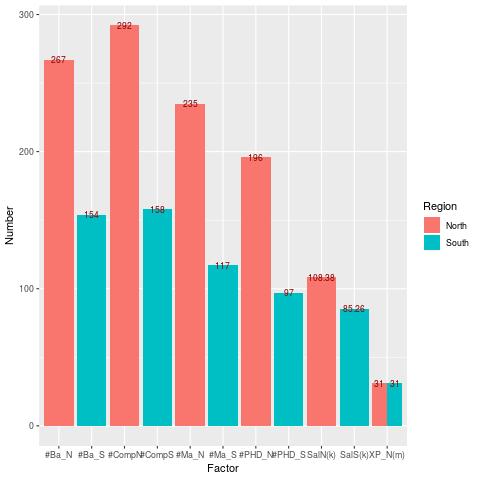 300
200
100
0
Number
267
154
292
158
235
117
196
97
108.38
85.26
31 31
#Ba_N #Ba_S #CompN #CompS #Ma_N #Ma_S #PHD_N #PHD_S SalN(k) SalS(k) XP_N(m)
Factor
Region
North
South